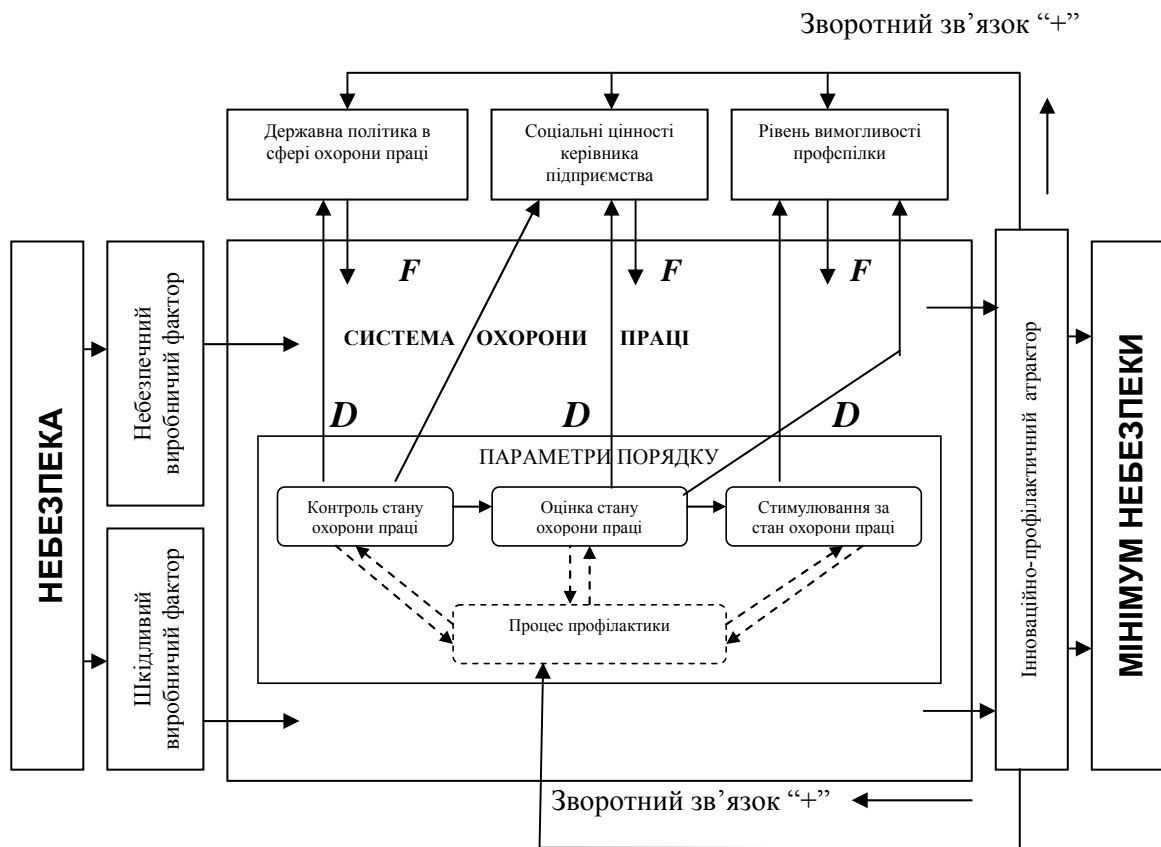 Зворотний зв’язок “+”
Державна політика в
сфері охорони праці
Соціальні цінності
керівника
підприємства
Рівень вимогливості
профспілки
НЕБЕЗПЕКА
Небезпечний
виробничий фактор
Шкідливий
виробничий фактор
F
F
F
СИСТЕМА ОХОРОНИ ПРАЦІ
D
D
D
ПАРАМЕТРИ ПОРЯДКУ
Контроль стану
охорони праці
Оцінка стану
охорони праці
Стимулювання за
стан охорони праці
Процес профілактики
Інноваційно-профілактичний атрактор
МІНІМУМ НЕБЕЗПЕКИ
Зворотний зв’язок “+”